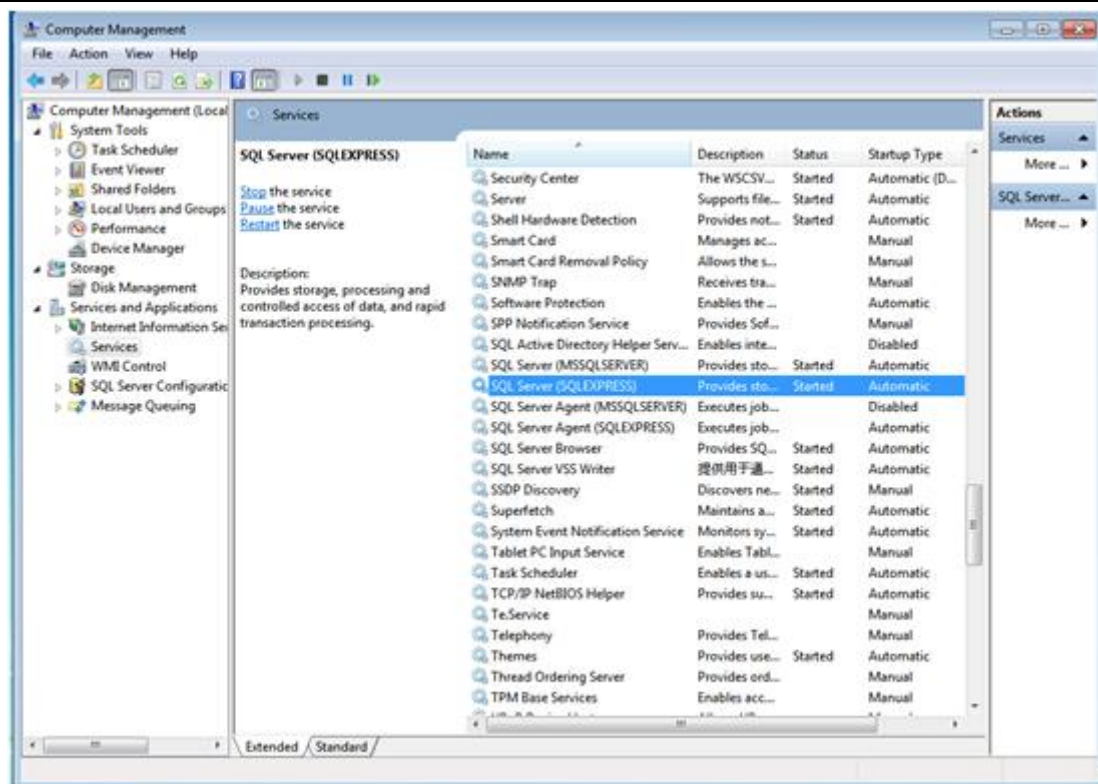 Computer Management
File Action View Help
Computer Management (Local
System Tools
Task Scheduler
Event Viewer
Shared Folders
Local Users and Groups
Performance
Device Manager
Storage
Disk Management
Services and Applications
Internet Information Ser
Services
WMI Control
SQL Server Configuratic
Message Queuing
Services
SQL Server (SQLEXPRESS)
Stop the service
Pause the service
Restart the service
Description:
Provides storage, processing and
controlled access of data, and rapid
transaction processing.
Name Description Status Startup Type
Security Center The WSCSV... Started Automatic (D...
Server Supports file... Started Automatic
Shell Hardware Detection Provides not... Started Automatic
Smart Card Manages ac... Manual
Smart Card Removal Policy Allows the s... Manual
SNMP Trap Receives tra... Manual
Software Protection Enables the ... Automatic
SPP Notification Service Provides Sof... Manual
SQL Active Directory Helper Serv... Enables inte... Disabled
SQL Server (MSSQLSERVER) Provides sto... Started Automatic
SQL Server (SQLEXPRESS) Provides sto... Started Automatic
SQL Server Agent (MSSQLSERVER) Executes job... Disabled
SQL Server Agent (SQLEXPRESS) Executes job... Automatic
SQL Server Browser Provides SQ... Started Automatic
SQL Server VSS Writer 提供用于通... Started Automatic
SSDP Discovery Discovers ne... Started Manual
Superfetch Maintains a... Started Automatic
System Event Notification Service Monitors sy... Started Automatic
Tablet PC Input Service Enables Tabl... Manual
Task Scheduler Enables a us... Started Automatic
TCP/IP NetBIOS Helper Provides su... Started Automatic
Te.Service Manual
Telephony Provides Tel... Manual
Themes Provides use... Started Automatic
Thread Ordering Server Provides ord... Manual
TPM Base Services Enables acc... Manual
Extended Standard
Actions
Services
More ...
SQL Server...
More ...